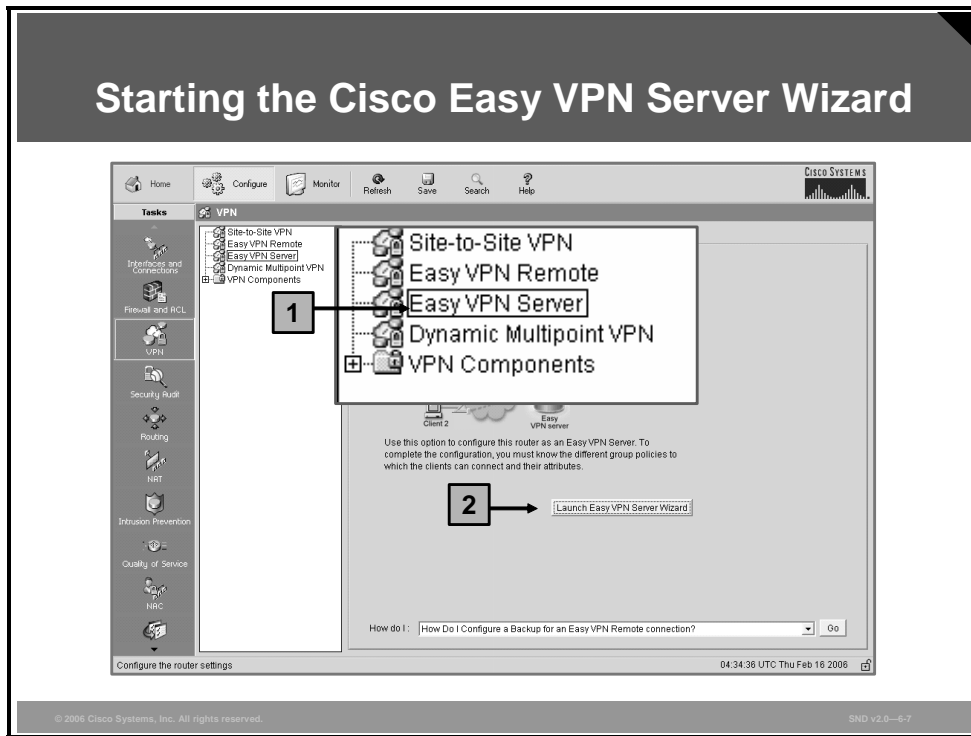 Starting the Cisco Easy VPN Server Wizard
Home
Configure
Monitor
Refresh
Save
Search
Help
CISCO SYSTEMS
Tasks
VPN
Interfaces and
Connections
Firewall and ACL
VPN
Security Audit
Routing
NAT
Intrusion Prevention
Quality of Service
NAC
Site-to-Site VPN
Easy VPN Remote
Easy VPN Server
Dynamic Multipoint VPN
VPN Components
1
Site-to-Site VPN
Easy VPN Remote
Easy VPN Server
Dynamic Multipoint VPN
VPN Components
Client 2
Easy
VPN server
Use this option to configure this router as an Easy VPN Server. To
complete the configuration, you must know the different group policies to
which the clients can connect and their attributes.
2
Launch Easy VPN Server Wizard
How do I :
How Do I Configure a Backup for an Easy VPN Remote connection?
Go
Configure the router settings
04:34:36 UTC Thu Feb 16 2006
© 2006 Cisco Systems, Inc. All rights reserved.
SND v2.0—6-7